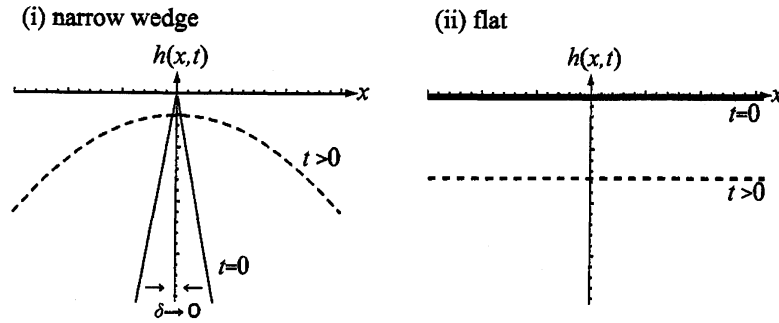 (i) narrow wedge
h(x,t)
x
t>0
t=0
δ→0
(ii) flat
h(x,t)
x
t=0
t>0